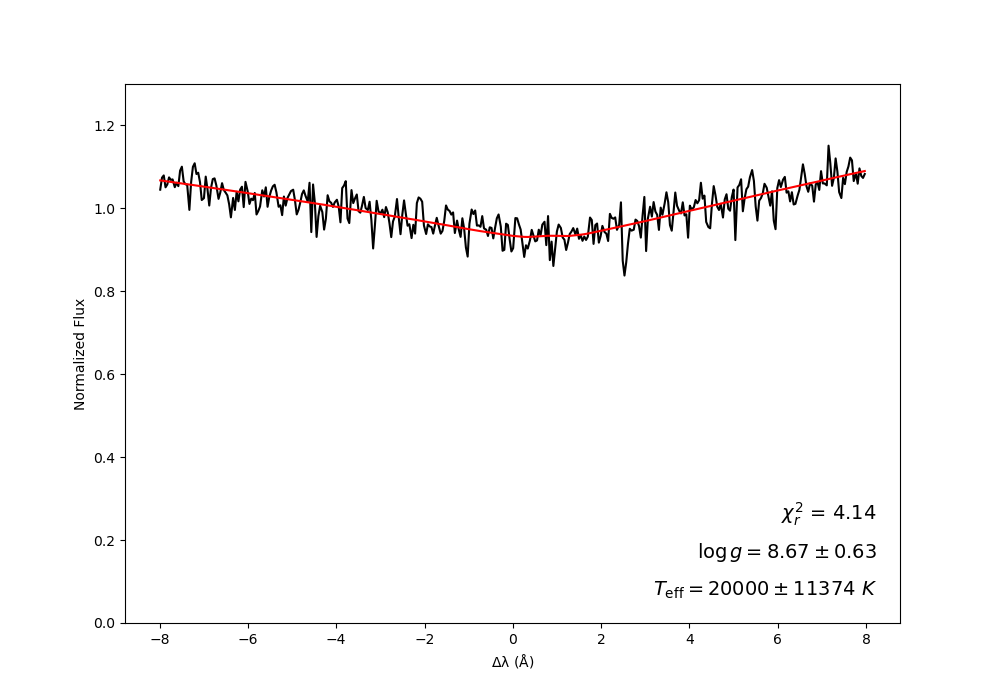 1.2
1.0
0.8
0.6
0.4
0.2
0.0
Normalized Flux
χ²ᵣ = 4.14
log g = 8.67 ± 0.63
T_eff = 20000 ± 11374 K
−8 −6 −4 −2 0 2 4 6 8
Δλ (Å)